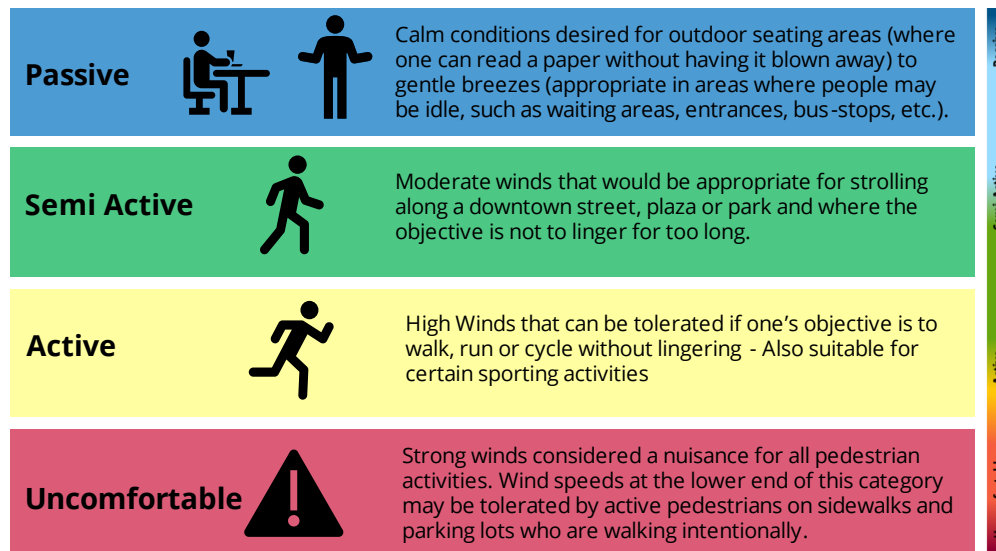 Passive
Calm conditions desired for outdoor seating areas (where
one can read a paper without having it blown away) to
gentle breezes (appropriate in areas where people may
be idle, such as waiting areas, entrances, bus-stops, etc.).
Semi Active
Moderate winds that would be appropriate for strolling
along a downtown street, plaza or park and where the
objective is not to linger for too long.
Active
High Winds that can be tolerated if one’s objective is to
walk, run or cycle without lingering - Also suitable for
certain sporting activities
Uncomfortable
Strong winds considered a nuisance for all pedestrian
activities. Wind speeds at the lower end of this category
may be tolerated by active pedestrians on sidewalks and
parking lots who are walking intentionally.